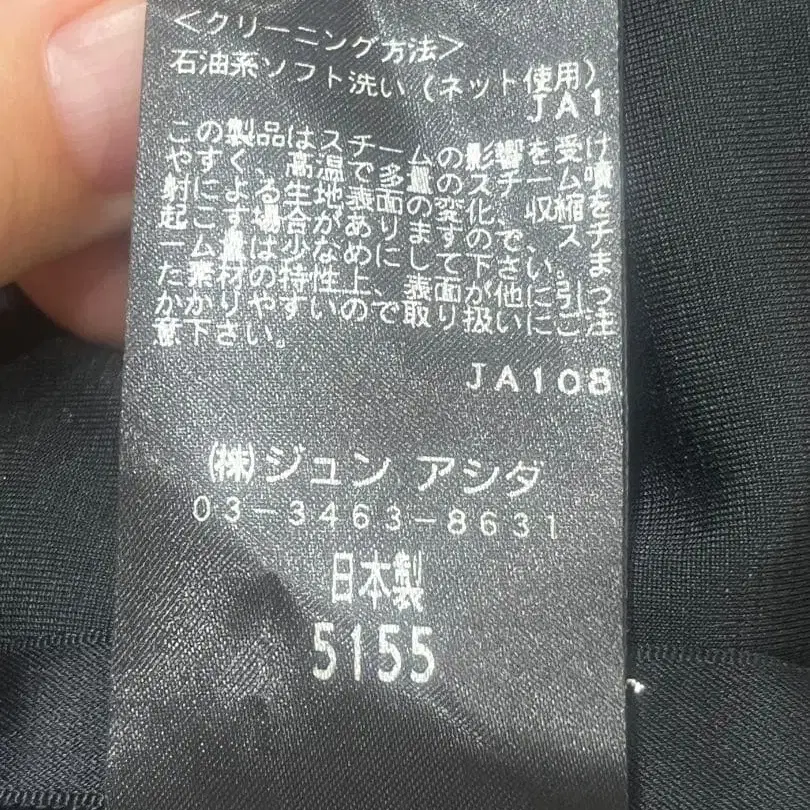 <クリーニング方法>
石油系ソフト洗い(ネット使用)
JA1
この製品はスチームの影響を受け
やすく、高温で多量のスチーム噴
射による生地表面の変化、収縮を
起こす場合がありますので、スチ
ーム量は少なめにして下さい。ま
た素材の特性上、表面が他に引っ
かかりやすいので取り扱いにご注
意下さい。
JA108
(株)ジュン アシダ
03-3463-8631
日本製
5155